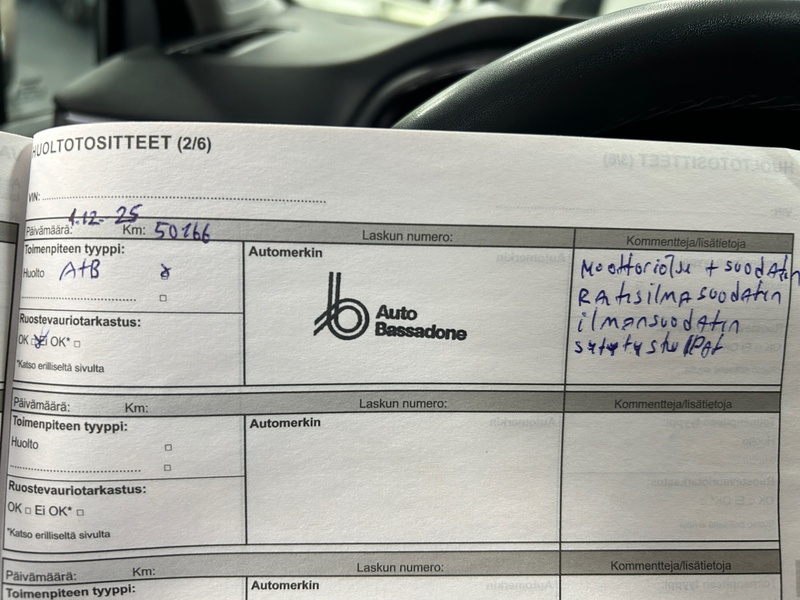 HUOLTOTOSITTEET (2/6)
VIN:
1.12- 25
Päivämäärä: Km: 50166 Laskun numero: Kommentteja/lisätietoja
Toimenpiteen tyyppi: Automerkin
Huolto A+B
Moottoriölj + suodatin
RAtisilmAsuodatin
ilmansuodAtin
sytytystulpat
Auto
Bassadone
Ruostevauriotarkastus:
OK Ei OK*
*Katso erilliseltä sivulta
Päivämäärä: Km: Laskun numero: Kommentteja/lisätietoja
Toimenpiteen tyyppi: Automerkin
Huolto
Ruostevauriotarkastus:
OK Ei OK*
*Katso erilliseltä sivulta
Päivämäärä: Km: Laskun numero: Kommentteja/lisätietoja
Toimenpiteen tyyppi: Automerkin